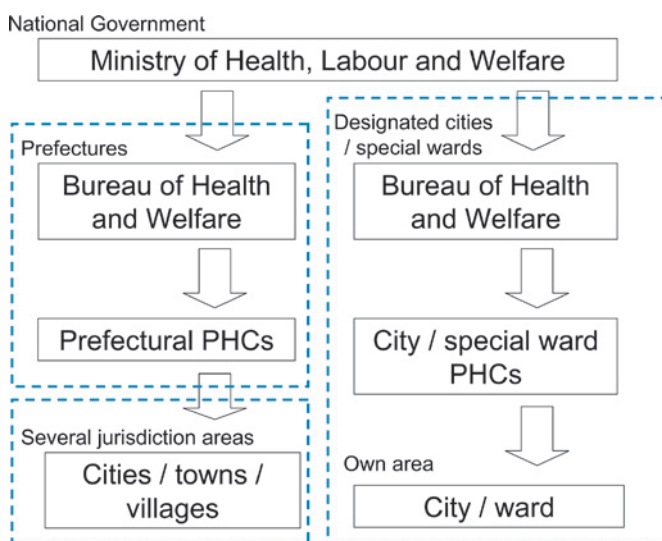 National Government
Ministry of Health, Labour and Welfare
Prefectures
Bureau of Health
and Welfare
Prefectural PHCs
Several jurisdiction areas
Cities / towns /
villages
Designated cities
/ special wards
Bureau of Health
and Welfare
City / special ward
PHCs
Own area
City / ward